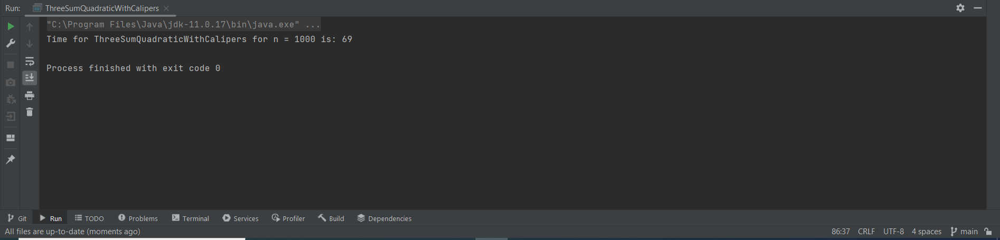 Run: ThreeSumQuadraticWithCalipers
"C:\Program Files\Java\jdk-11.0.17\bin\java.exe" ...
Time for ThreeSumQuadraticWithCalipers for n = 1000 is: 69
Process finished with exit code 0
Git Run TODO Problems Terminal Services Profiler Build Dependencies
All files are up-to-date (moments ago) 86:37 CRLF UTF-8 4 spaces main